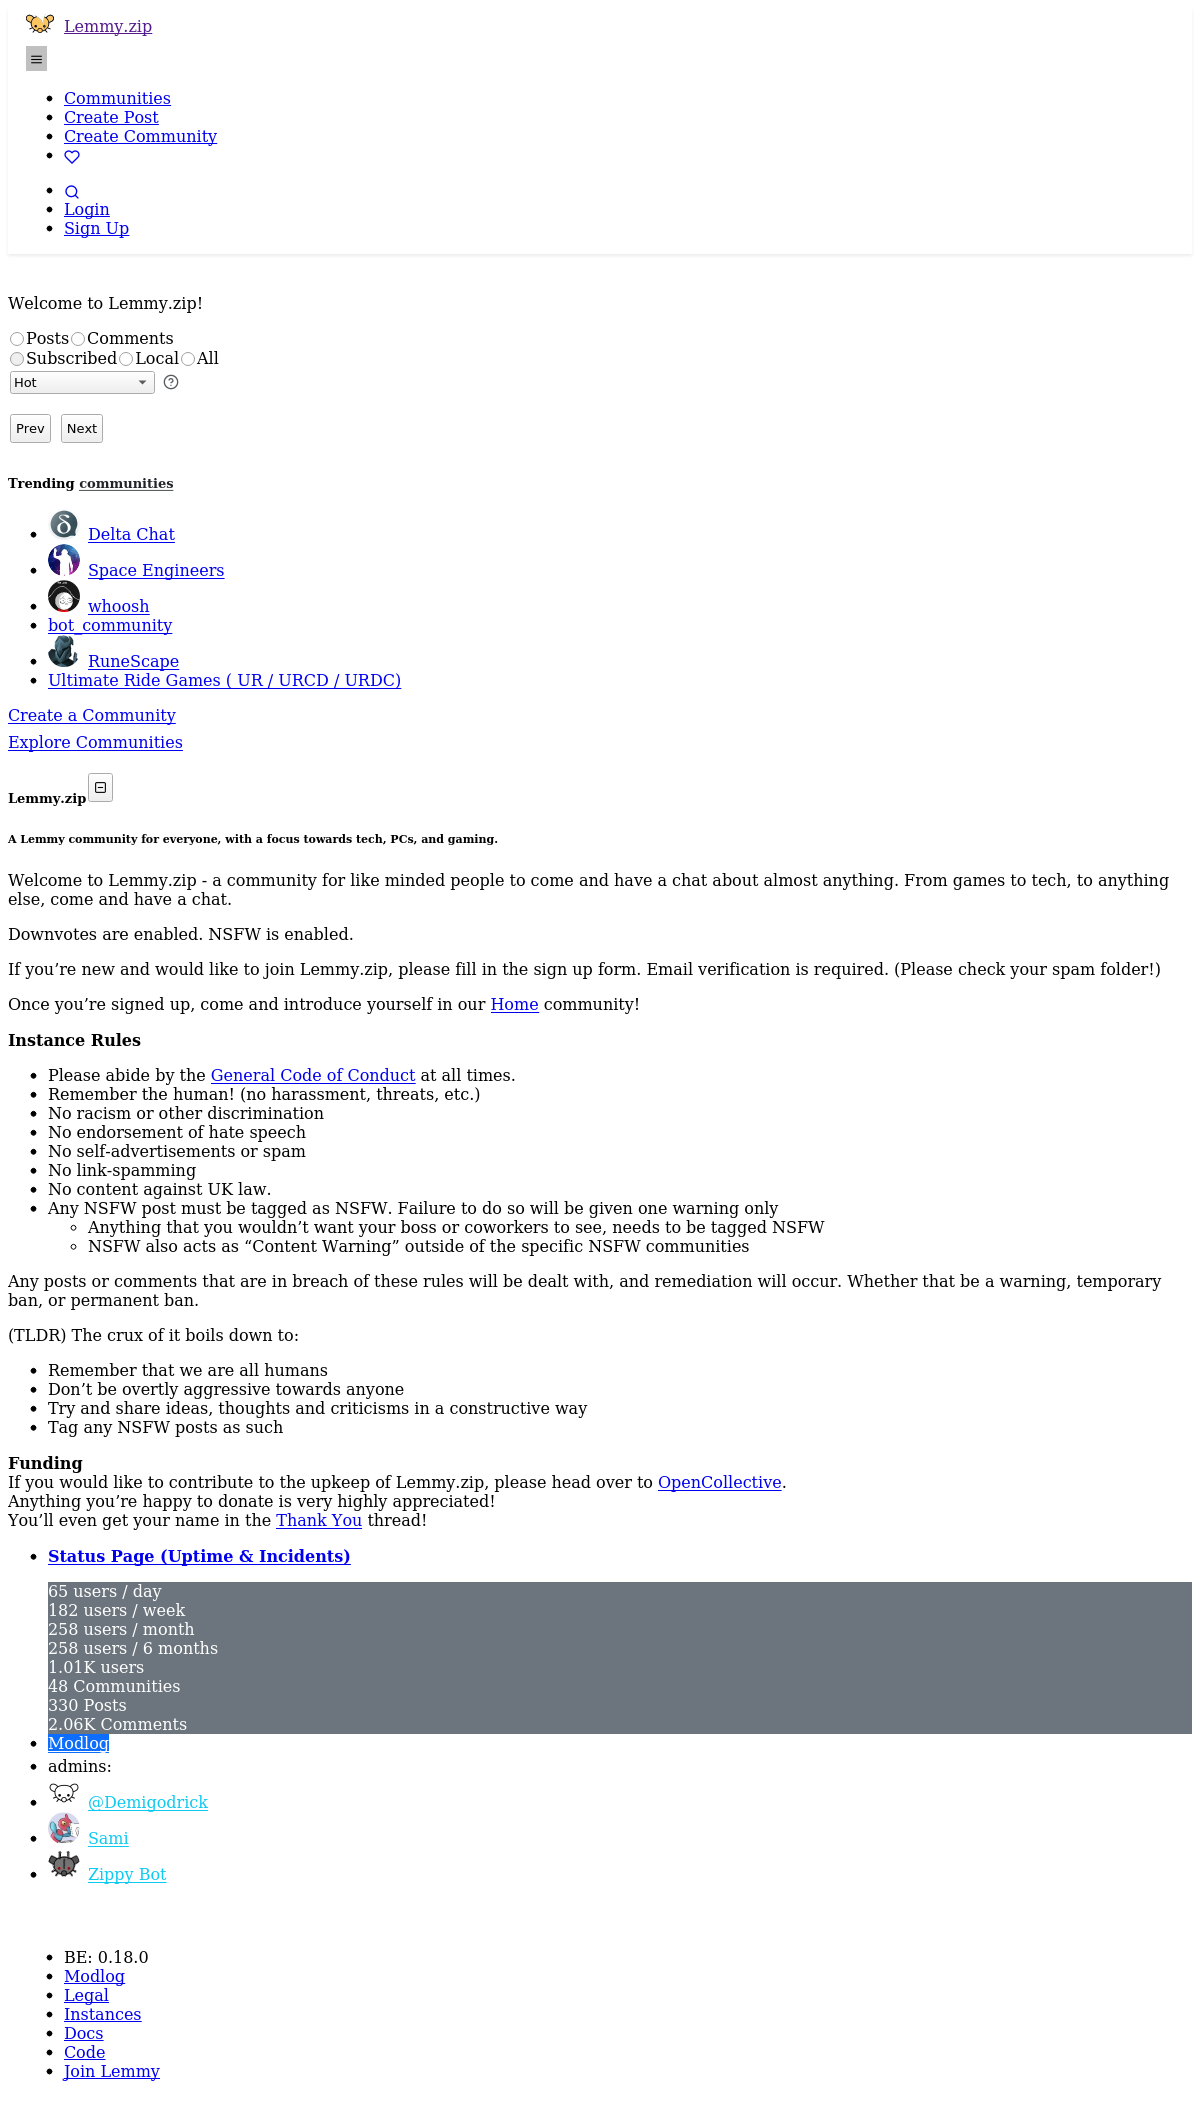 Lemmy.zip
Communities
Create Post
Create Community
Login
Sign Up
Welcome to Lemmy.zip!
Posts Comments
Subscribed Local All
Hot
Prev Next
Trending communities
Delta Chat
Space Engineers
whoosh
bot_community
RuneScape
Ultimate Ride Games ( UR / URCD / URDC)
Create a Community
Explore Communities
Lemmy.zip
A Lemmy community for everyone, with a focus towards tech, PCs, and gaming.
Welcome to Lemmy.zip - a community for like minded people to come and have a chat about almost anything. From games to tech, to anything
else, come and have a chat.
Downvotes are enabled. NSFW is enabled.
If you’re new and would like to join Lemmy.zip, please fill in the sign up form. Email verification is required. (Please check your spam folder!)
Once you’re signed up, come and introduce yourself in our Home community!
Instance Rules
Please abide by the General Code of Conduct at all times.
Remember the human! (no harassment, threats, etc.)
No racism or other discrimination
No endorsement of hate speech
No self-advertisements or spam
No link-spamming
No content against UK law.
Any NSFW post must be tagged as NSFW. Failure to do so will be given one warning only
Anything that you wouldn’t want your boss or coworkers to see, needs to be tagged NSFW
NSFW also acts as “Content Warning” outside of the specific NSFW communities
Any posts or comments that are in breach of these rules will be dealt with, and remediation will occur. Whether that be a warning, temporary
ban, or permanent ban.
(TLDR) The crux of it boils down to:
Remember that we are all humans
Don’t be overtly aggressive towards anyone
Try and share ideas, thoughts and criticisms in a constructive way
Tag any NSFW posts as such
Funding
If you would like to contribute to the upkeep of Lemmy.zip, please head over to OpenCollective.
Anything you’re happy to donate is very highly appreciated!
You’ll even get your name in the Thank You thread!
Status Page (Uptime & Incidents)
65 users / day
182 users / week
258 users / month
258 users / 6 months
1.01K users
48 Communities
330 Posts
2.06K Comments
Modlog
admins:
@Demigodrick
Sami
Zippy Bot
BE: 0.18.0
Modlog
Legal
Instances
Docs
Code
Join Lemmy